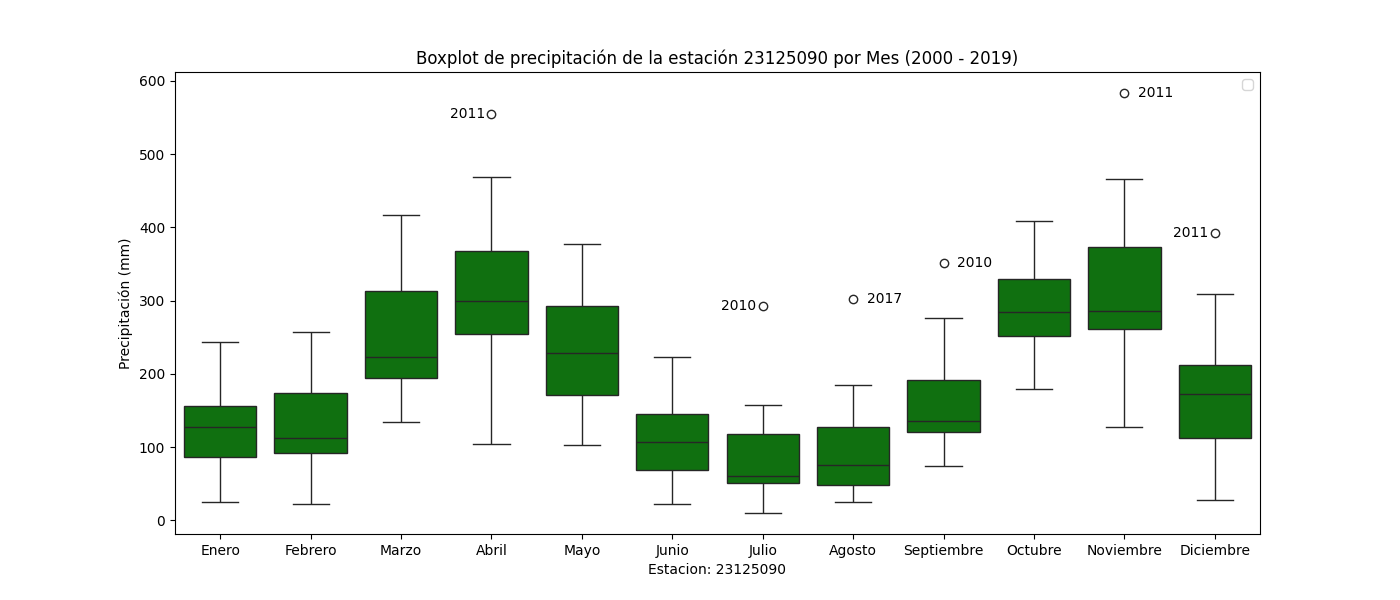 Boxplot de precipitación de la estación 23125090 por Mes (2000 - 2019)
Precipitación (mm)
600
500
400
300
200
100
0
2011
2010
2017
2010
2011
2011
Enero
Febrero
Marzo
Abril
Mayo
Junio
Julio
Agosto
Septiembre
Octubre
Noviembre
Diciembre
Estacion: 23125090